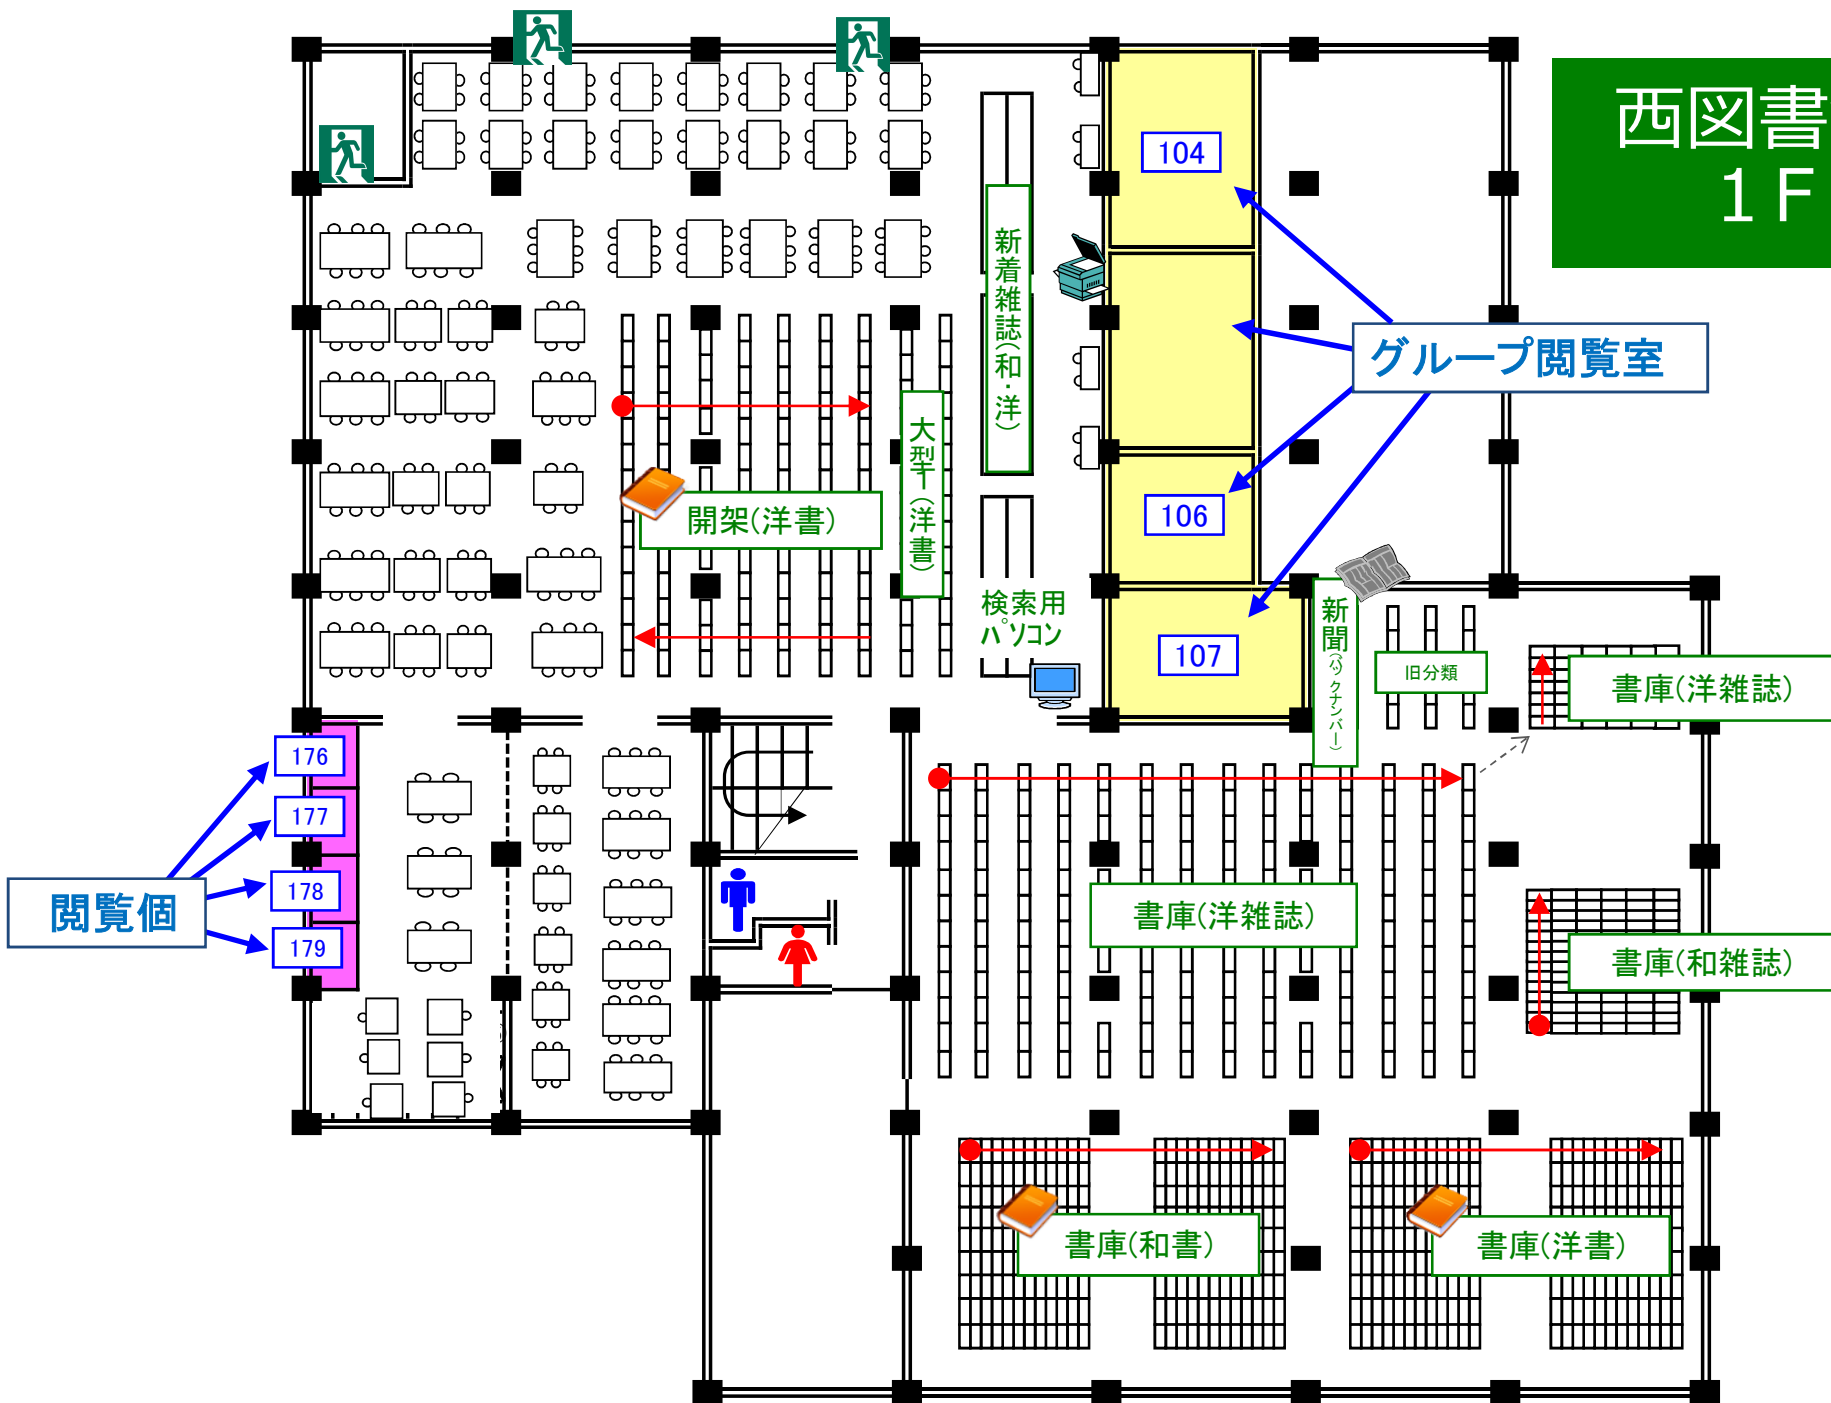 西図書
1F
104
新着雑誌(和・洋)
グループ閲覧室
大型
(洋書)
開架(洋書)
106
検索用
パソコン
107
新聞(バックナンバー)
旧分類
書庫(洋雑誌)
176
177
178
179
閲覧個
書庫(洋雑誌)
書庫(和雑誌)
書庫(和書)
書庫(洋書)